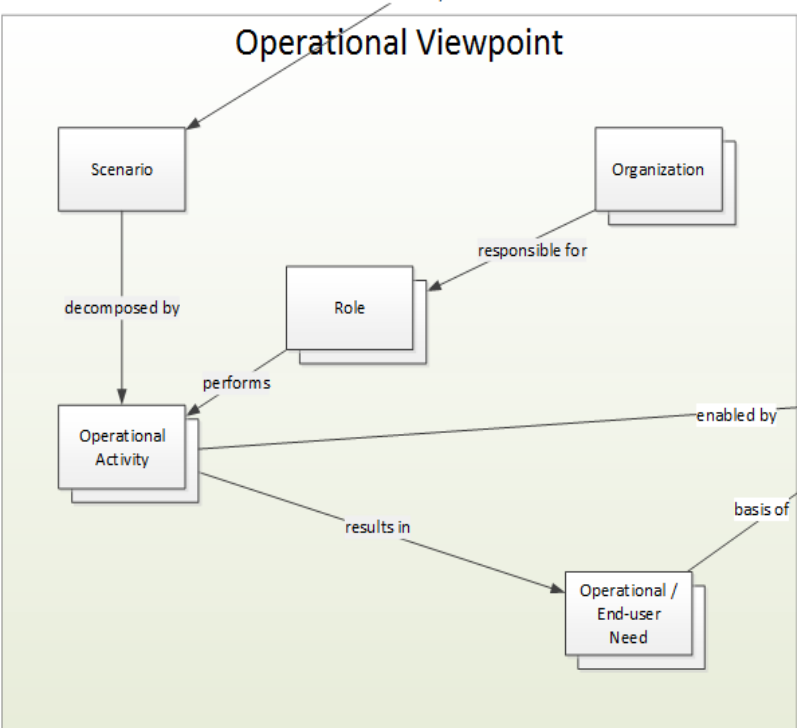 Operational Viewpoint
Scenario
Organization
responsible for
Role
decomposed by
performs
Operational
Activity
enabled by
basis of
results in
Operational /
End-user
Need